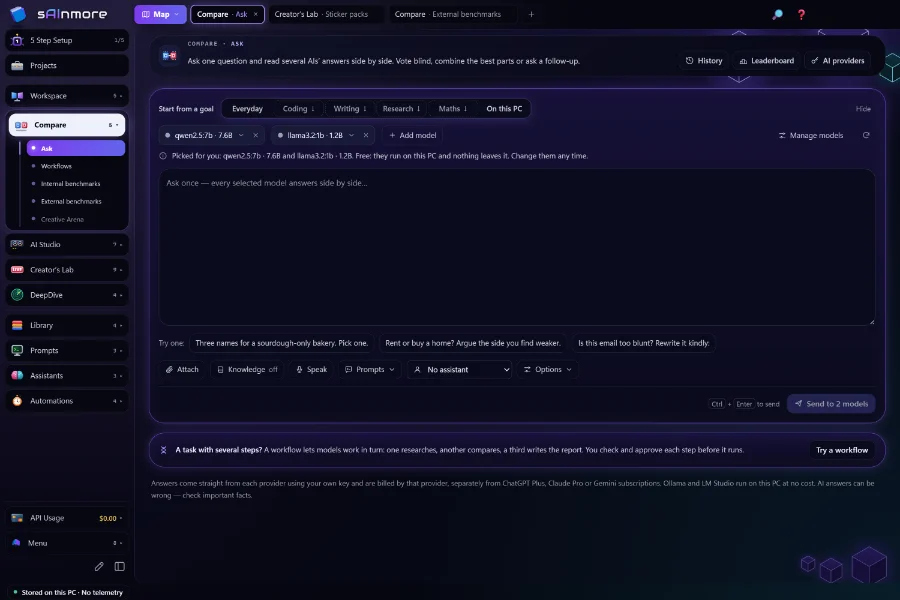 sAInmore
Map
Compare · Ask ×
Creator's Lab · Sticker packs
Compare · External benchmarks
+
?
5 Step Setup 1/5
Projects
Workspace
Compare
Ask
Workflows
Internal benchmarks
External benchmarks
Creative Arena
AI Studio
Creator's Lab
DeepDive 4
Library 4
Prompts 3
Assistants 3
Automations 4
API Usage $0.00
Menu 8
Stored on this PC · No telemetry
COMPARE · ASK
Ask one question and read several AIs' answers side by side. Vote blind, combine the best parts or ask a follow-up.
History
Leaderboard
AI providers
Start from a goal
Everyday
Coding ↓
Writing ↓
Research ↓
Maths ↓
On this PC
Hide
qwen2.5:7b · 7.6B ×
llama3.2:1b · 1.2B ×
+ Add model
Manage models
Picked for you: qwen2.5:7b · 7.6B and llama3.2:1b · 1.2B. Free: they run on this PC and nothing leaves it. Change them any time.
Ask once — every selected model answers side by side...
Try one:
Three names for a sourdough-only bakery. Pick one.
Rent or buy a home? Argue the side you find weaker.
Is this email too blunt? Rewrite it kindly:
Attach
Knowledge off
Speak
Prompts
No assistant
Options
Ctrl + Enter to send
Send to 2 models
A task with several steps? A workflow lets models work in turn: one researches, another compares, a third writes the report. You check and approve each step before it runs.
Try a workflow
Answers come straight from each provider using your own key and are billed by that provider, separately from ChatGPT Plus, Claude Pro or Gemini subscriptions. Ollama and LM Studio run on this PC at no cost. AI answers can be
wrong — check important facts.